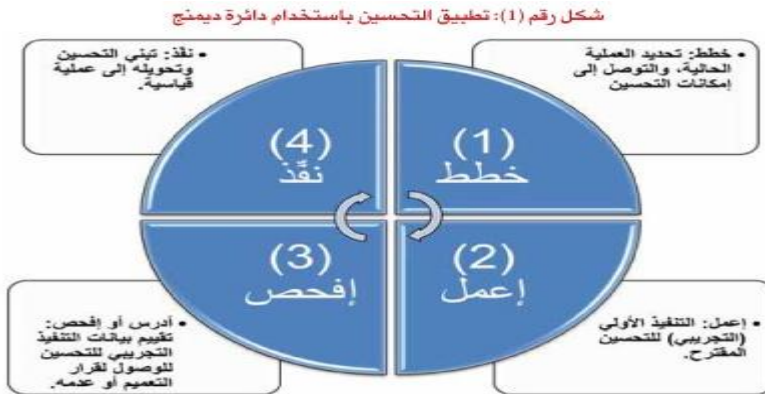 شكل رقم (1): تطبيق التحسين باستخدام دائرة ديمنج
• خطط: تحديد العملية
الحالية، والتوصل إلى
إمكانات التحسين
• نفّذ: تبني التحسين
وتحويله إلى عملية
قياسية.
(1)
خطط
(4)
نفّذ
(2)
إعمل
(3)
إفحص
• إعمل: التنفيذ الأولي
(التجريبي) للتحسين
المقترح.
• أدرس أو إفحص:
تقييم بيانات التنفيذ
التجريبي للتحسين
للوصول لقرار
التعميم أو عدمه.